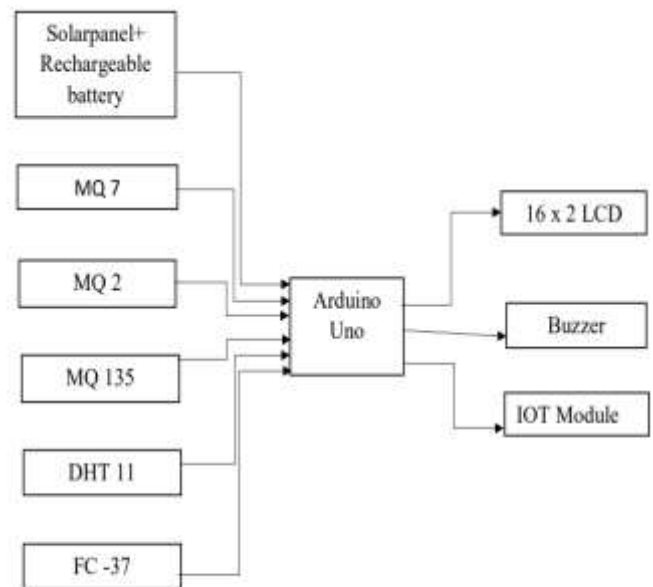 Solarpanel+
Rechargeable
battery
MQ 7
MQ 2
MQ 135
DHT 11
FC -37
Arduino
Uno
16 x 2 LCD
Buzzer
IOT Module